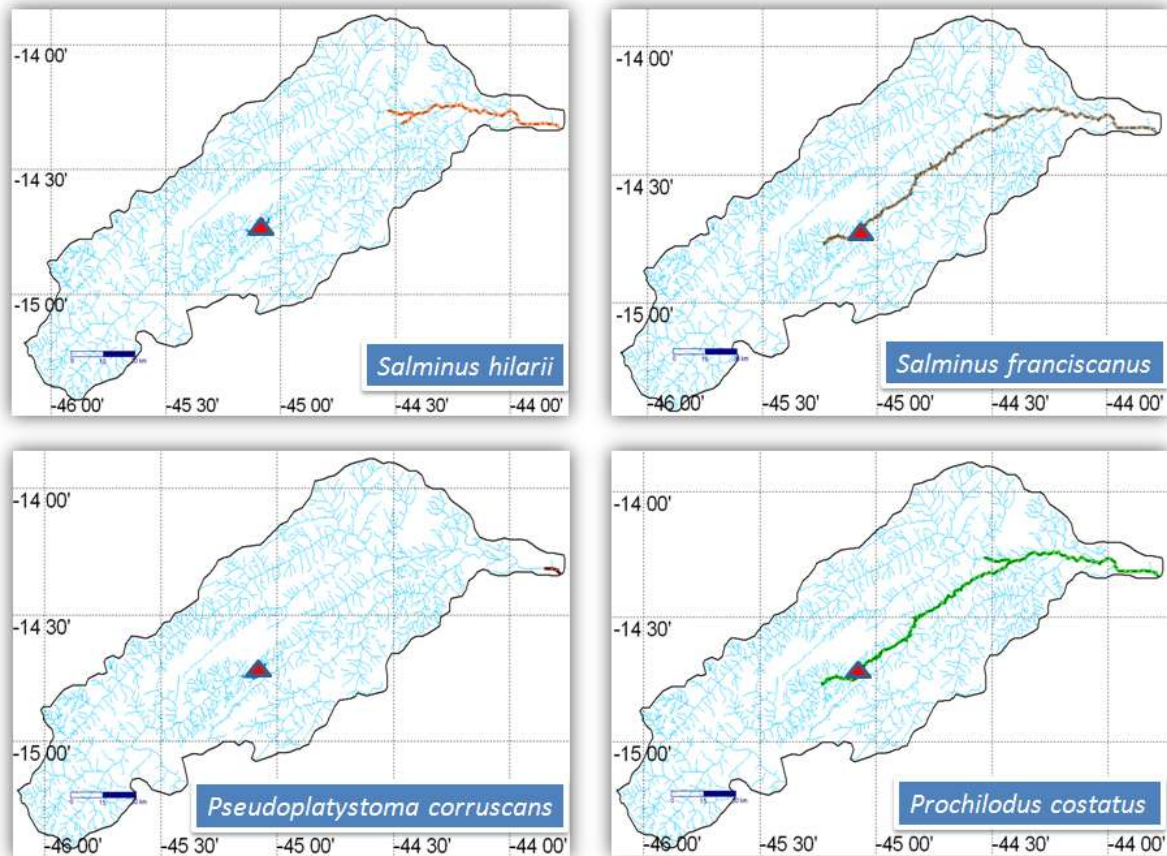 -14 00'
-14 30'
-15 00'
-46 00' -45 30' -45 00' -44 30' -44 00'
Salminus hilarii
-14 00'
-14 30'
-15 00'
-46 00' -45 30' -45 00' -44 30' -44 00'
Salminus franciscanus
-14 00'
-14 30'
-15 00'
-46 00' -45 30' -45 00' -44 30' -44 00'
Pseudoplatystoma corruscans
-14 00'
-14 30'
-15 00'
-46 00' -45 30' -45 00' -44 30' -44 00'
Prochilodus costatus